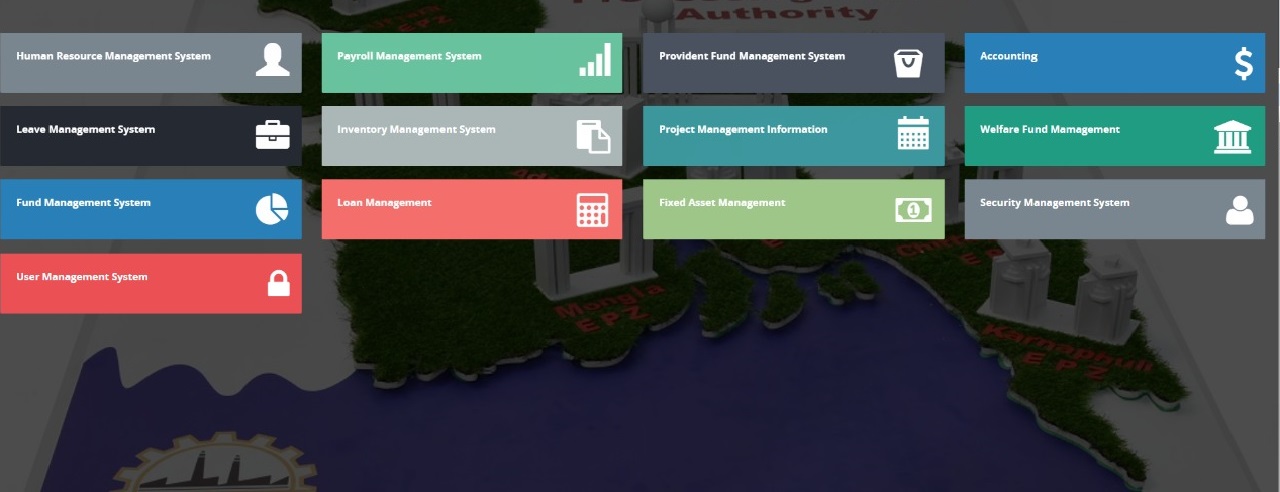 Authority
Human Resource Management System
Payroll Management System
Provident Fund Management System
Accounting
Leave Management System
Inventory Management System
Project Management Information
Welfare Fund Mamagement
Fund Management System
Loan Management
Fixed Asset Management
Security Management System
User Management System
Mongla
EPZ
Karnaphuli
EPZ